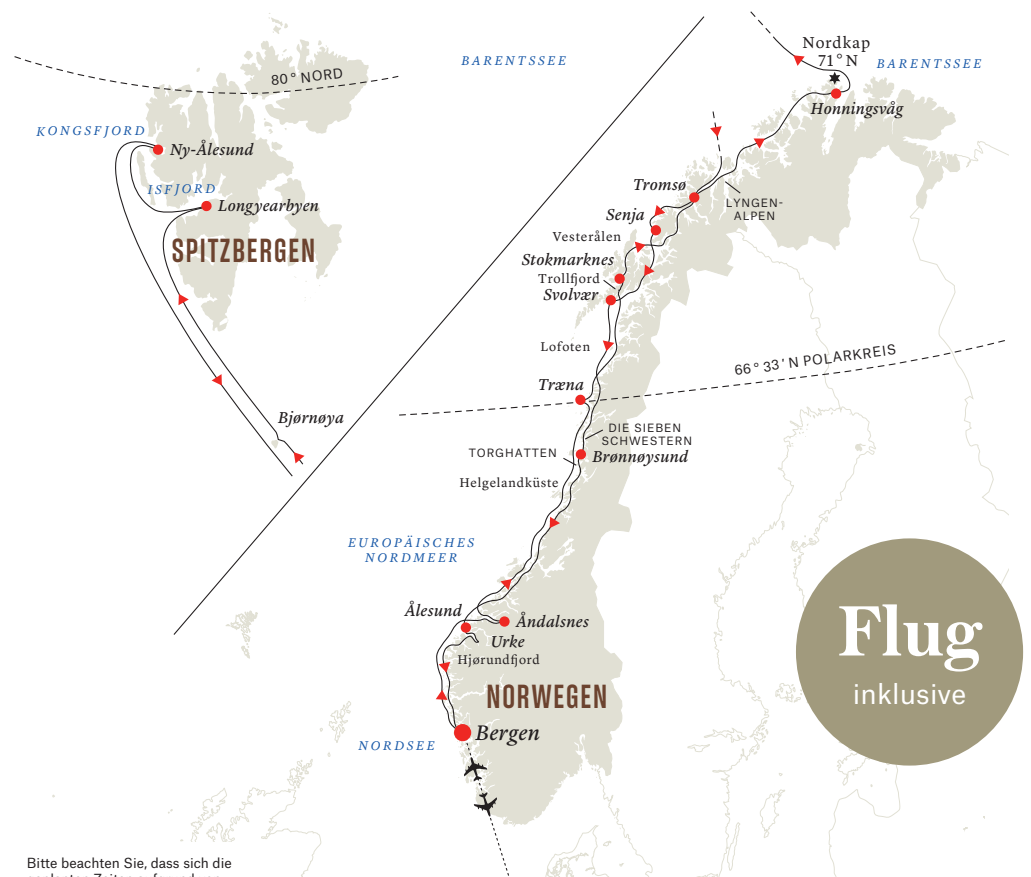 80° NORD
BARENTSSEE
Nordkap
71° N
BARENTSSEE
Honningsvåg
KONGSFJORD
Ny-Ålesund
ISFJORD
Longyearbyen
SPITZBERGEN
Tromsø
LYNGEN-
ALPEN
Senja
Vesterålen
Stokmarknes
Trollfjord
Svolvær
Lofoten
66° 33' N POLARKREIS
Træna
Bjørnøya
DIE SIEBEN
SCHWESTERN
TORGHATTEN
Brønnøysund
Helgelandküste
EUROPÄISCHES
NORDMEER
Ålesund
Åndalsnes
Urke
Hjørundfjord
NORWEGEN
Bergen
NORDSEE
Flug
inklusive
Bitte beachten Sie, dass sich die